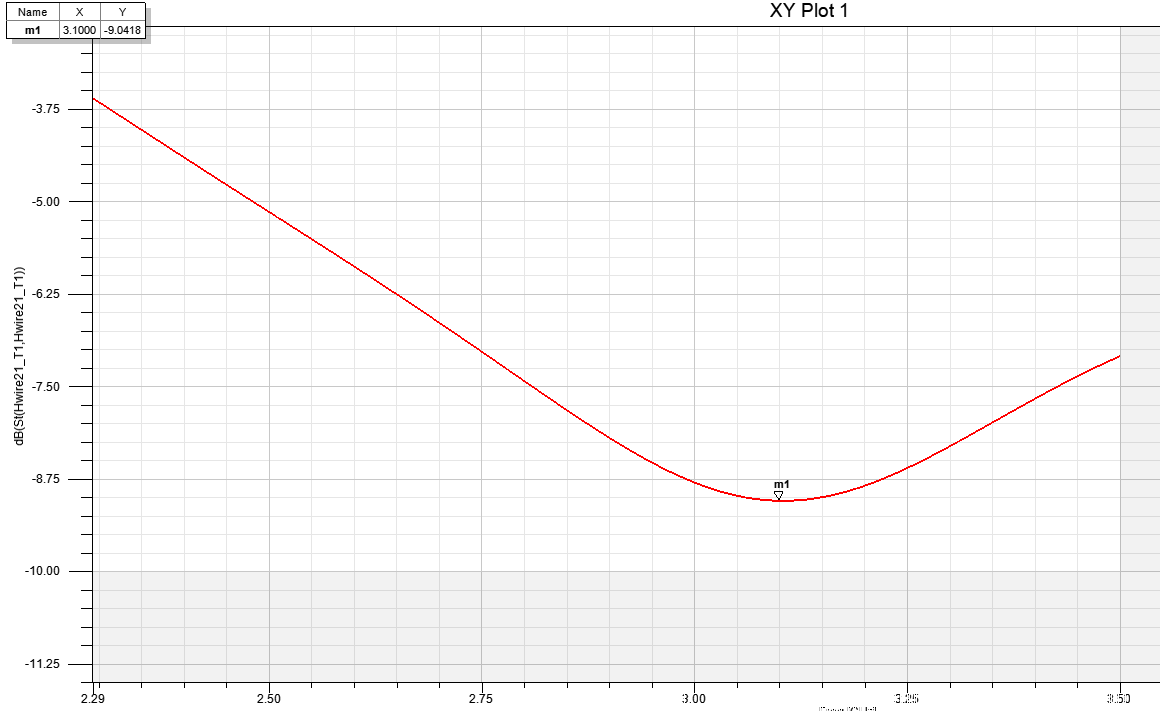 XY Plot 1
Name X Y
m1 3.1000 -9.0418
-3.75
-5.00
-6.25
-7.50
-8.75
-10.00
-11.25
dB(St(Hwire21_T1,Hwire21_T1))
m1
2.29 2.50 2.75 3.00 3.25 3.50